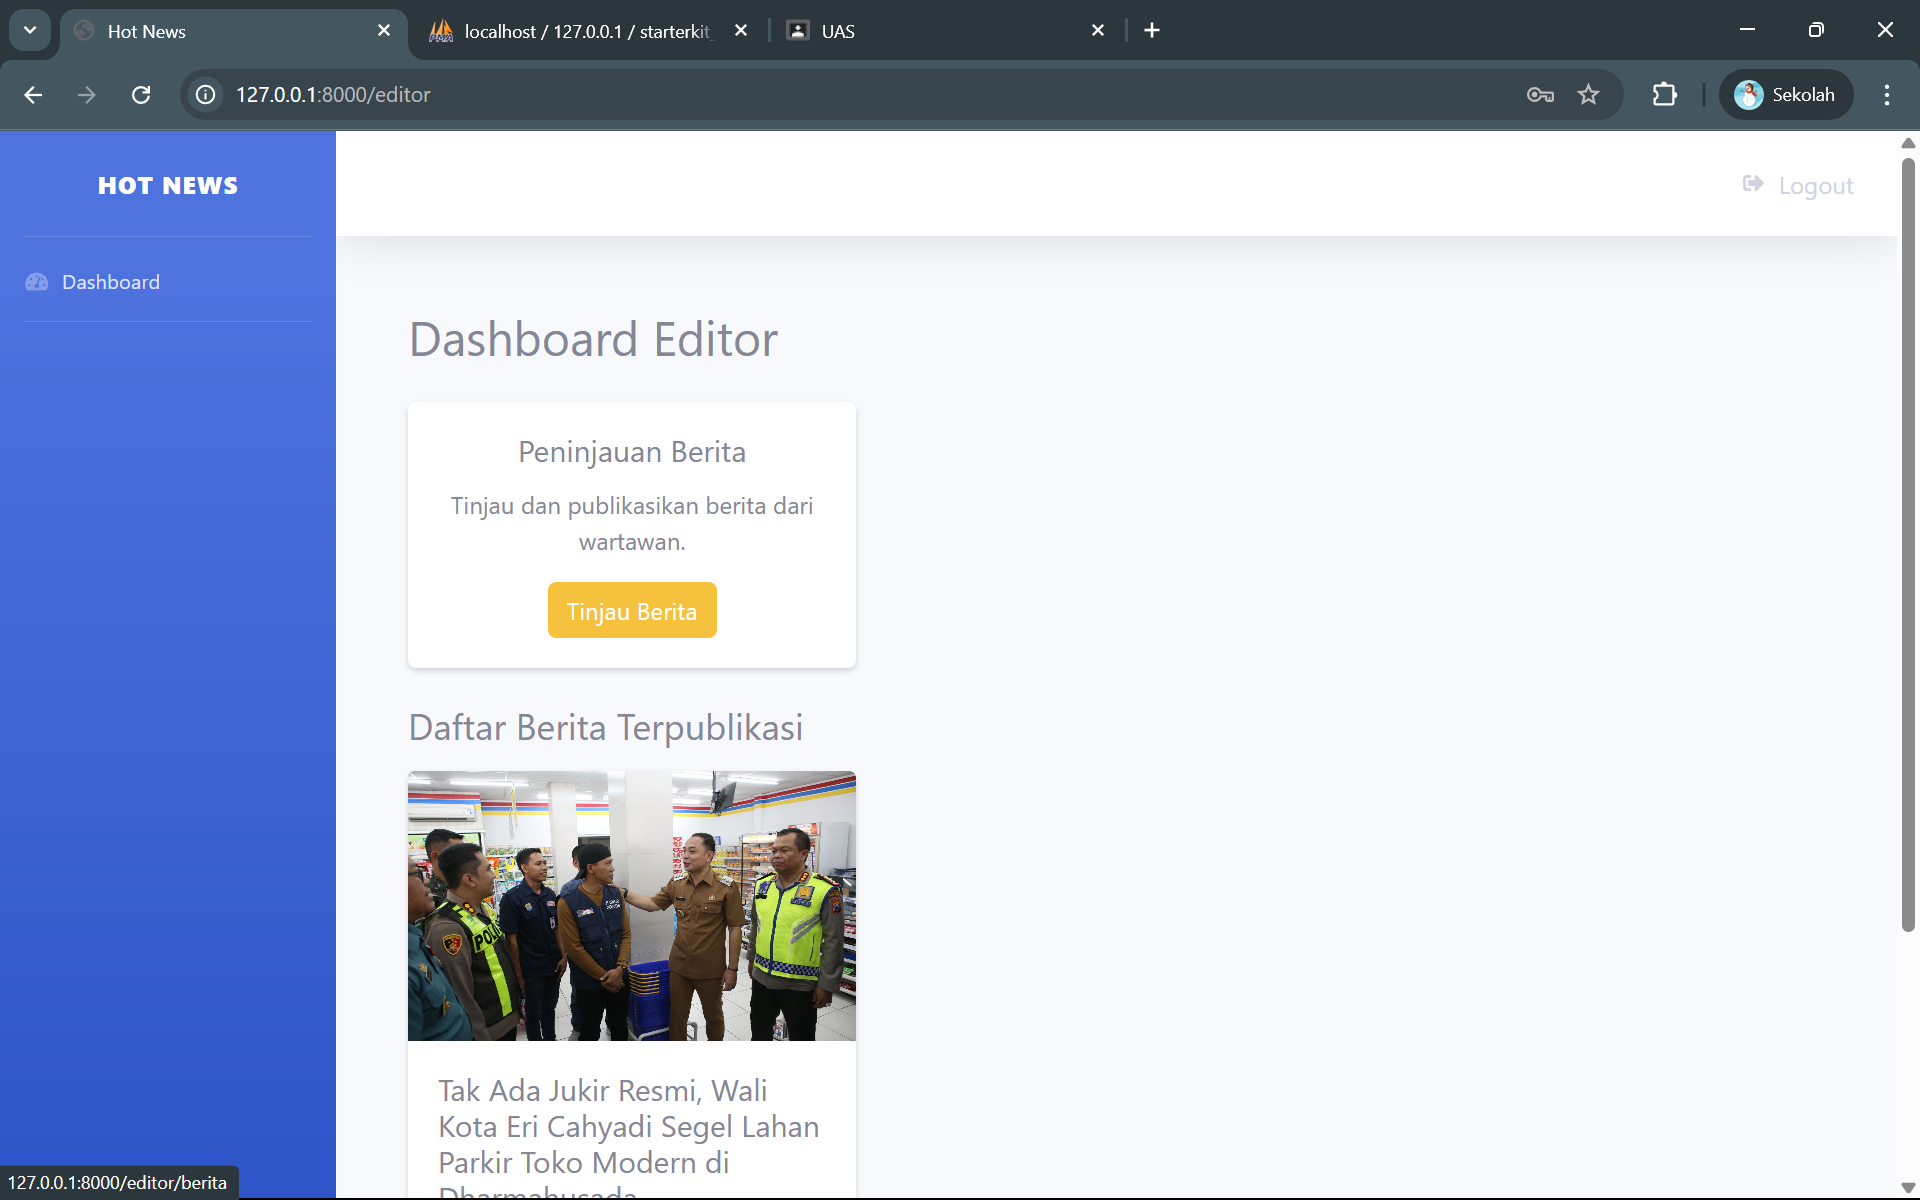 Hot News
localhost / 127.0.0.1 / starterkit_
UAS
127.0.0.1:8000/editor
Sekolah
HOT NEWS
Logout
Dashboard
Dashboard Editor
Peninjauan Berita
Tinjau dan publikasikan berita dari
wartawan.
Tinjau Berita
Daftar Berita Terpublikasi
Tak Ada Jukir Resmi, Wali
Kota Eri Cahyadi Segel Lahan
Parkir Toko Modern di
Dharmahusada
127.0.0.1:8000/editor/berita